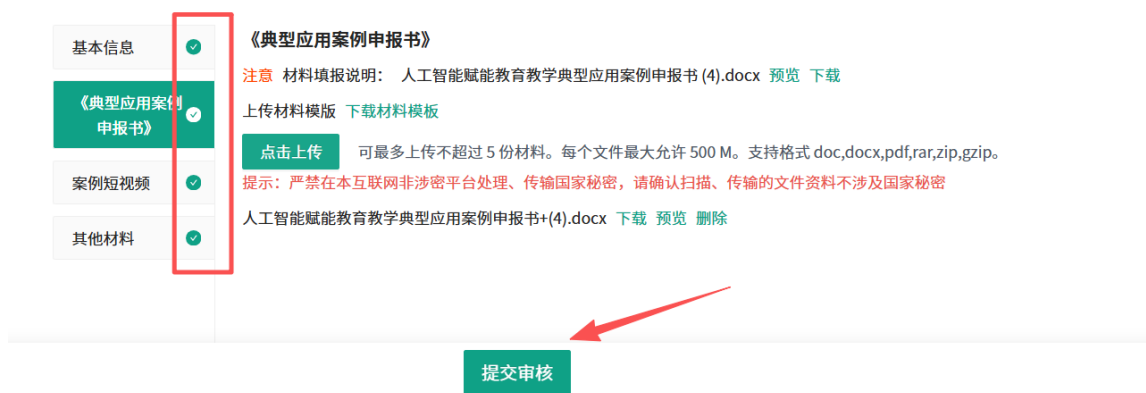 基本信息
《典型应用案例
申报书》
案例短视频
其他材料
《典型应用案例申报书》
注意 材料填报说明： 人工智能赋能教育教学典型应用案例申报书 (4).docx 预览 下载
上传材料模版 下载材料模板
点击上传 可最多上传不超过 5 份材料。每个文件最大允许 500 M。支持格式 doc,docx,pdf,rar,zip,gzip。
提示：严禁在本互联网非涉密平台处理、传输国家秘密，请确认扫描、传输的文件资料不涉及国家秘密
人工智能赋能教育教学典型应用案例申报书+(4).docx 下载 预览 删除
提交审核